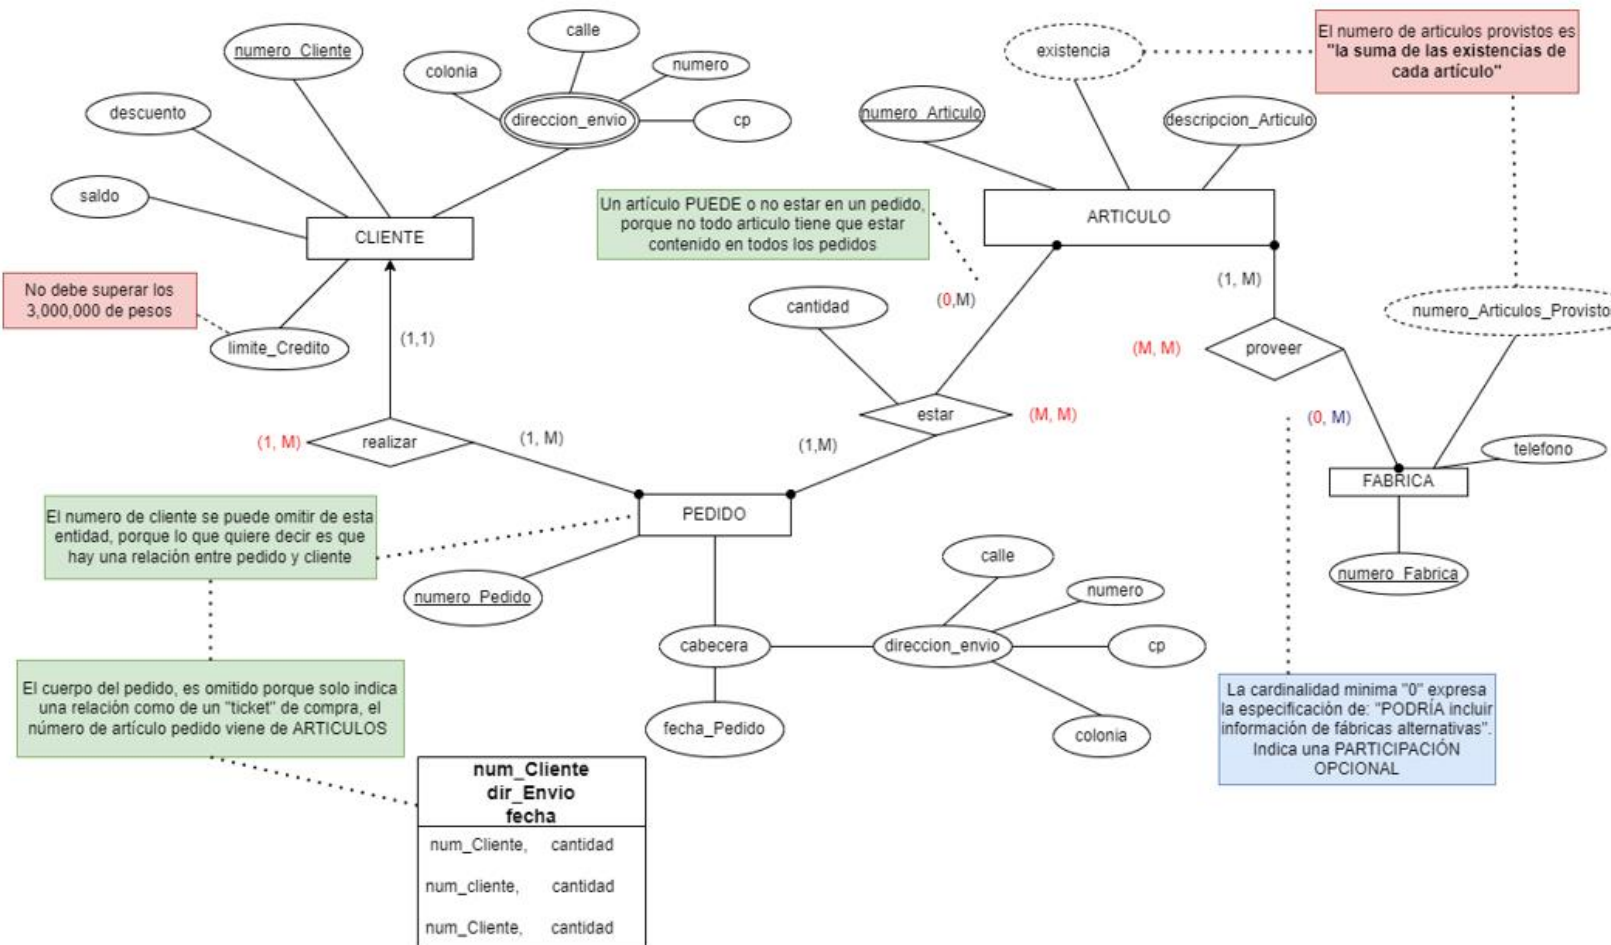 calle
numero_Cliente
colonia
numero
descuento
direccion_envio
cp
saldo
CLIENTE
No debe superar los
3,000,000 de pesos
limite_Credito
(1,1)
(1, M)
realizar
(1, M)
existencia
El numero de articulos provistos es
"la suma de las existencias de
cada artículo"
numero_Articulo
descripcion_Articulo
Un artículo PUEDE o no estar en un pedido,
porque no todo articulo tiene que estar
contenido en todos los pedidos
ARTICULO
(0,M)
(1, M)
cantidad
numero_Articulos_Provisto
(M, M)
proveer
estar
(M, M)
(1,M)
(0, M)
telefono
FABRICA
numero_Fabrica
El numero de cliente se puede omitir de esta
entidad, porque lo que quiere decir es que
hay una relación entre pedido y cliente
PEDIDO
numero_Pedido
calle
numero
cabecera
direccion_envio
cp
fecha_Pedido
colonia
El cuerpo del pedido, es omitido porque solo indica
una relación como de un "ticket" de compra, el
número de artículo pedido viene de ARTICULOS
La cardinalidad minima "0" expresa
la especificación de: "PODRÍA incluir
información de fábricas alternativas".
Indica una PARTICIPACIÓN
OPCIONAL
num_Cliente
dir_Envio
fecha
num_Cliente, cantidad
num_cliente, cantidad
num_Cliente, cantidad